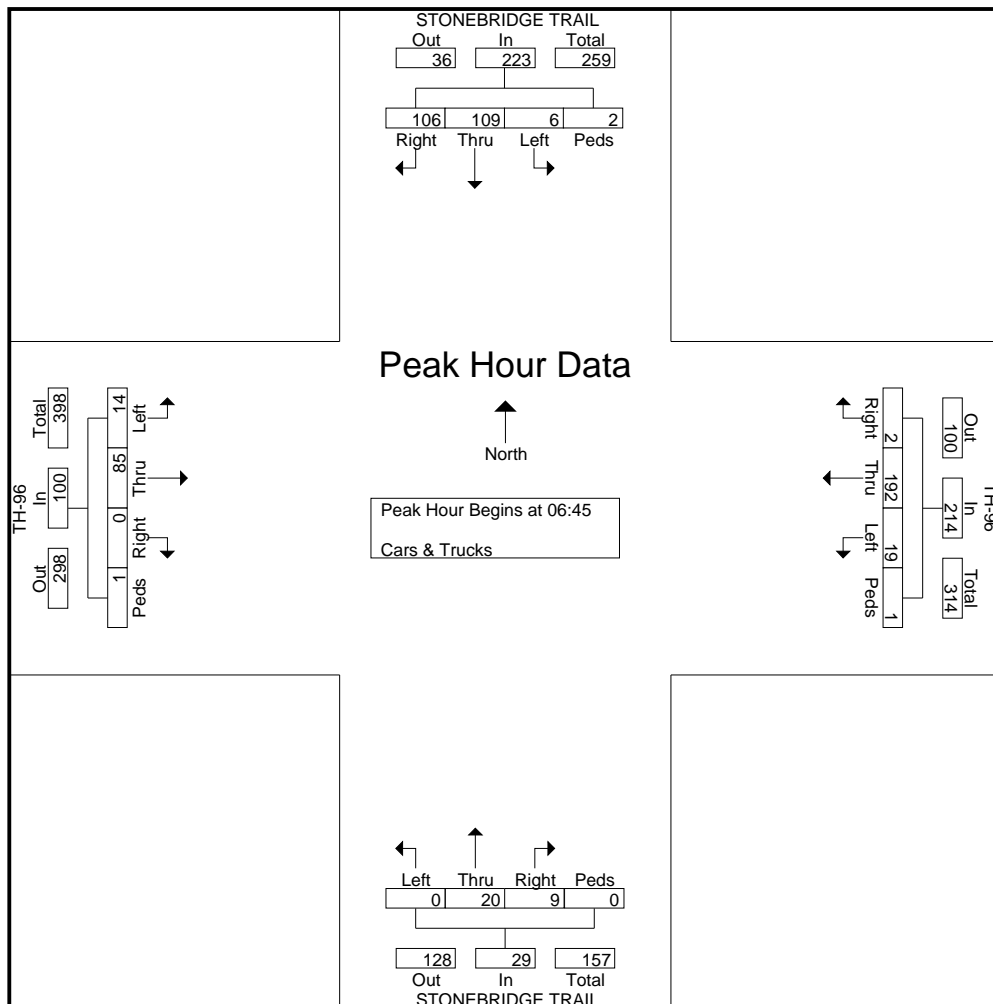 STONEBRIDGE TRAIL
Out In Total
36 223 259
106 109 6 2
Right Thru Left Peds
Peak Hour Data
North
Peak Hour Begins at 06:45
Cars & Trucks
TH-96
Total In Out
398 100 298
14 85 0 1
Left Thru Right Peds
TH-96
Out In Total
100 214 314
2 192 19 1
Right Thru Left Peds
Left Thru Right Peds
0 20 9 0
128 29 157
Out In Total
STONEBRIDGE TRAIL